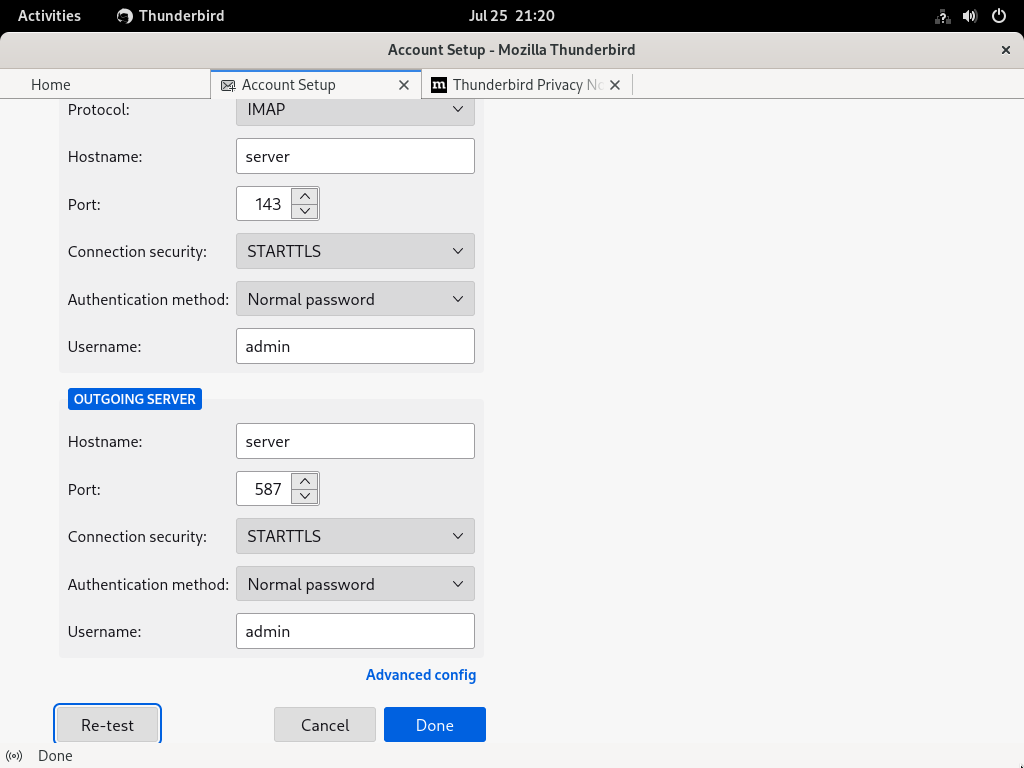 Activities Thunderbird Jul 25 21:20
Account Setup - Mozilla Thunderbird
Home Account Setup Thunderbird Privacy No
Protocol: IMAP
Hostname: server
Port: 143
Connection security: STARTTLS
Authentication method: Normal password
Username: admin
OUTGOING SERVER
Hostname: server
Port: 587
Connection security: STARTTLS
Authentication method: Normal password
Username: admin
Advanced config
Re-test Cancel Done
Done